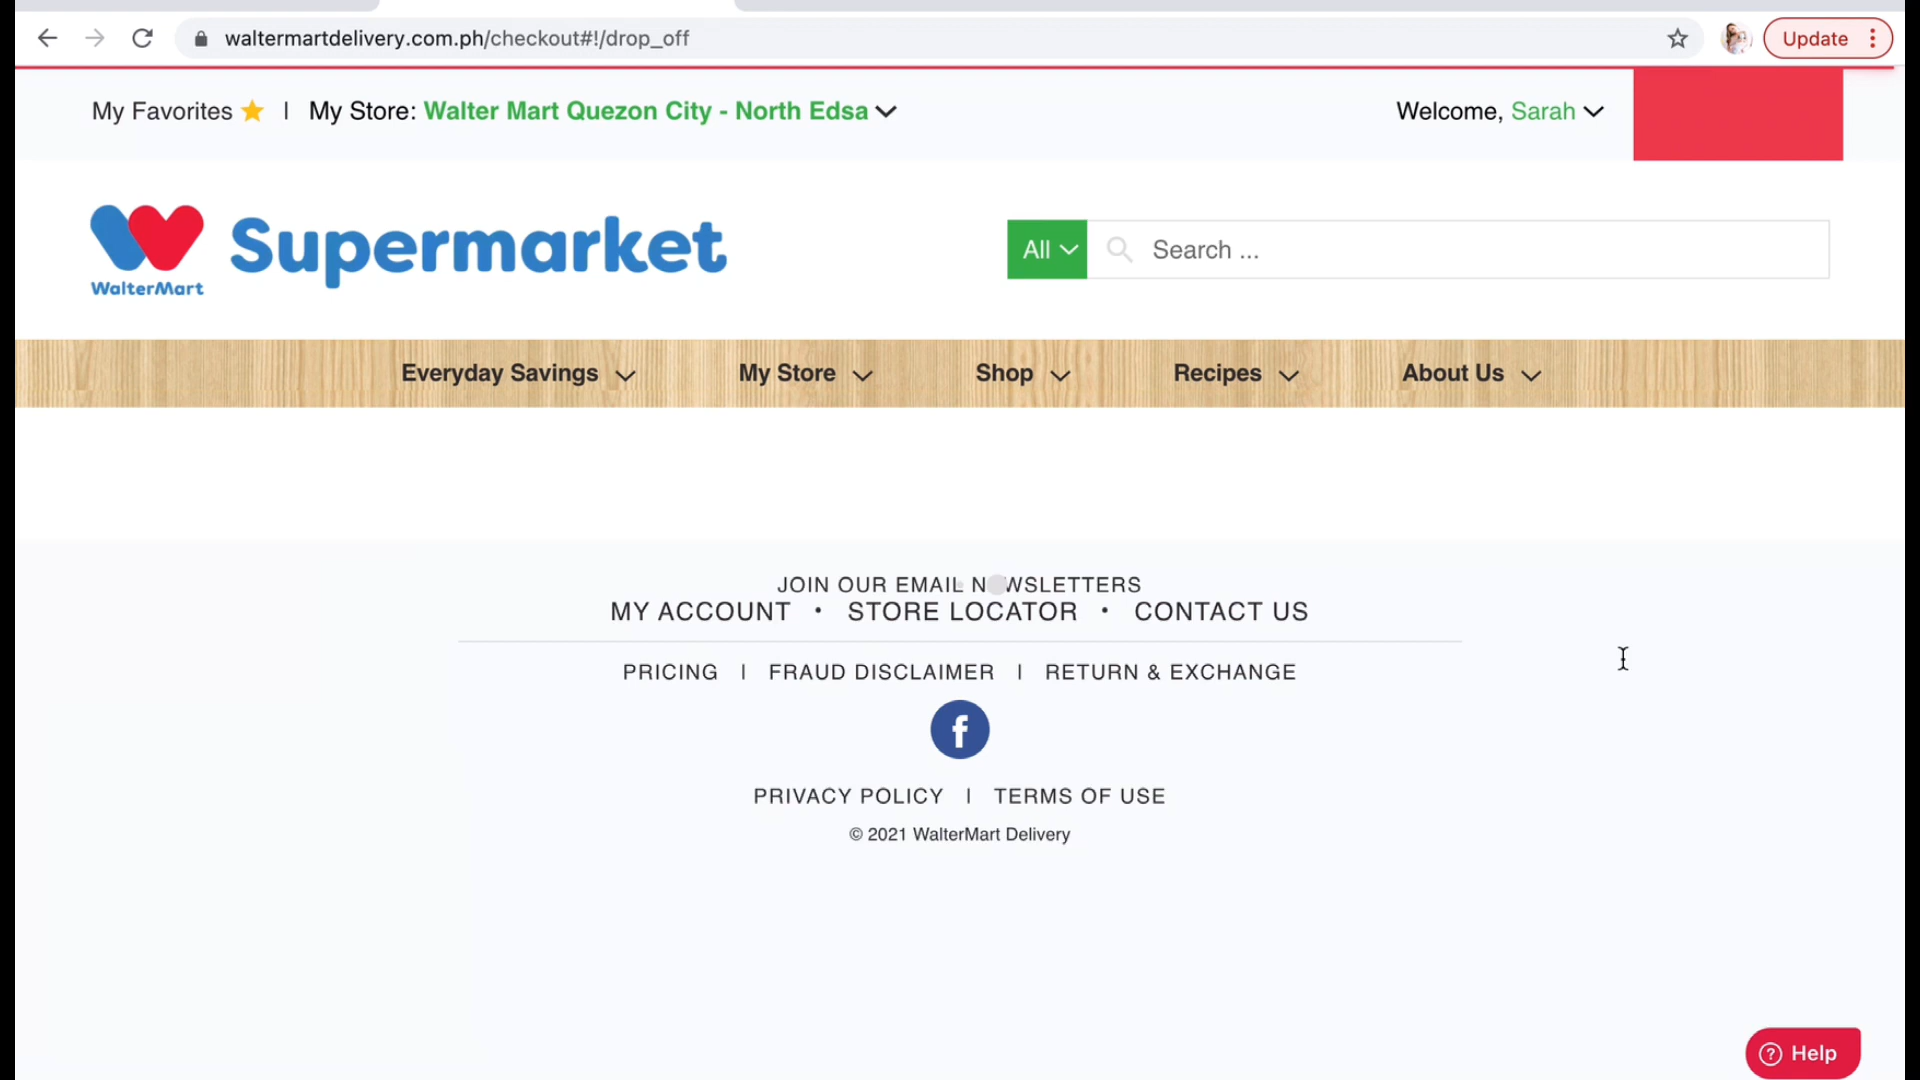 waltermartdelivery.com.ph/checkout#!/drop_off
Update
My Favorites | My Store: Walter Mart Quezon City - North Edsa
Welcome, Sarah
WalterMart
Supermarket
All
Search ...
Everyday Savings
My Store
Shop
Recipes
About Us
JOIN OUR EMAIL NEWSLETTERS
MY ACCOUNT • STORE LOCATOR • CONTACT US
PRICING | FRAUD DISCLAIMER | RETURN & EXCHANGE
f
PRIVACY POLICY | TERMS OF USE
© 2021 WalterMart Delivery
? Help